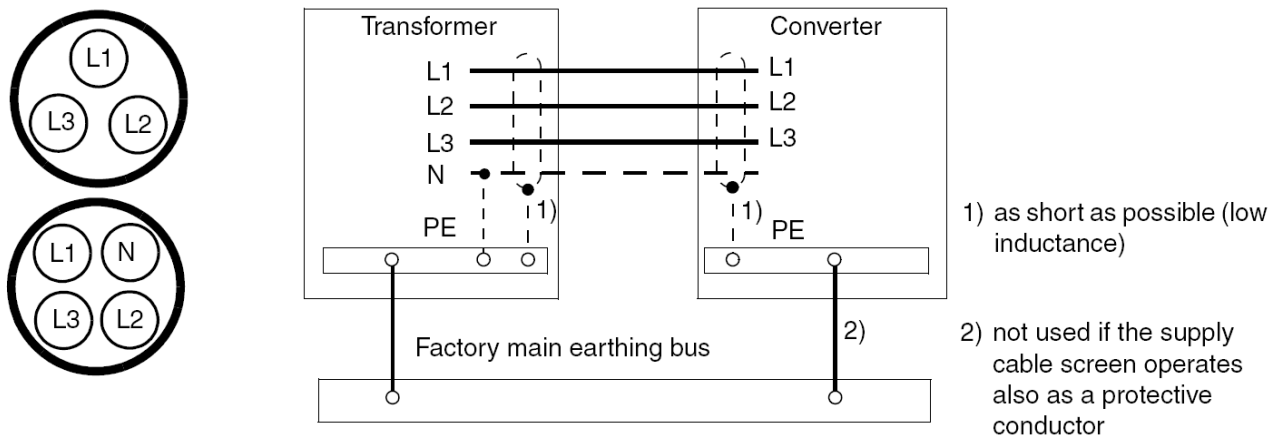 L1
L3 L2
L1 N
L3 L2
Transformer
Converter
L1
L2
L3
N
L1
L2
L3
1)
1)
PE
PE
2)
Factory main earthing bus
1) as short as possible (low
inductance)
2) not used if the supply
cable screen operates
also as a protective
conductor